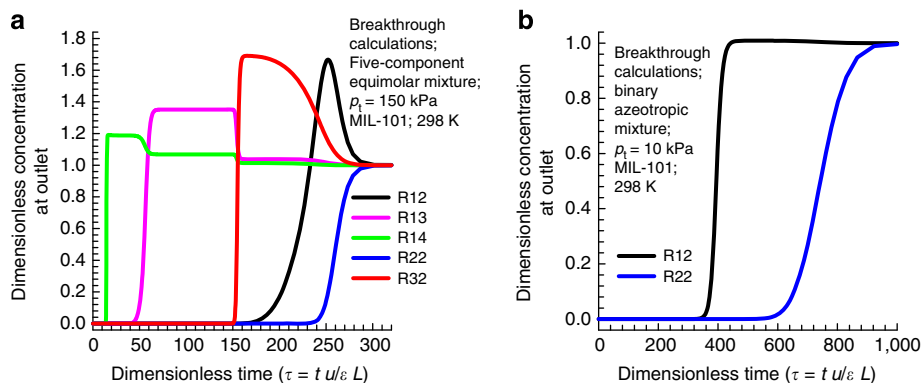 a
Dimensionless concentration
at outlet
1.8
1.6
1.4
1.2
1.0
0.8
0.6
0.4
0.2
0.0
Breakthrough
calculations;
Five-component
equimolar mixture;
pt = 150 kPa
MIL-101; 298 K
R12
R13
R14
R22
R32
0 50 100 150 200 250 300
Dimensionless time (τ = t u/ε L)
b
Dimensionless concentration
at outlet
1.0
0.8
0.6
0.4
0.2
0.0
Breakthrough
calculations;
binary
azeotropic
mixture;
pt = 10 kPa
MIL-101;
298 K
R12
R22
0 200 400 600 800 1,000
Dimensionless time (τ = t u/ε L)